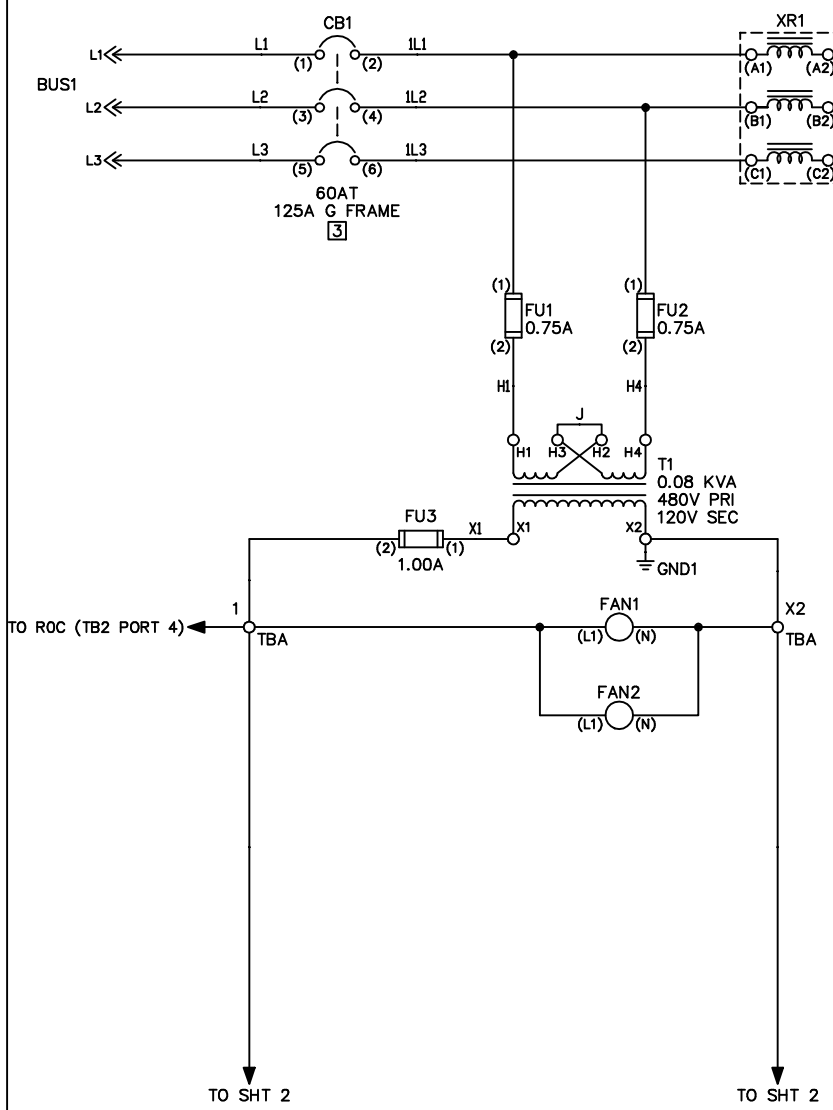 CB1
XR1
L1
L1
1L1
(1)
(2)
(A1)
(A2)
BUS1
L2
L2
1L2
(3)
(4)
(B1)
(B2)
L3
L3
1L3
(5)
(6)
(C1)
(C2)
60AT
125A G FRAME
3
(1)
(1)
FU1
0.75A
FU2
0.75A
(2)
(2)
H1
H4
J
H1
H3
H2
H4
T1
0.08 KVA
480V PRI
120V SEC
FU3
X1
X1
X2
(2)
(1)
1.00A
GND1
1
FAN1
X2
TO ROC (TB2 PORT 4)
TBA
(L1)
(N)
TBA
FAN2
(L1)
(N)
TO SHT 2
TO SHT 2